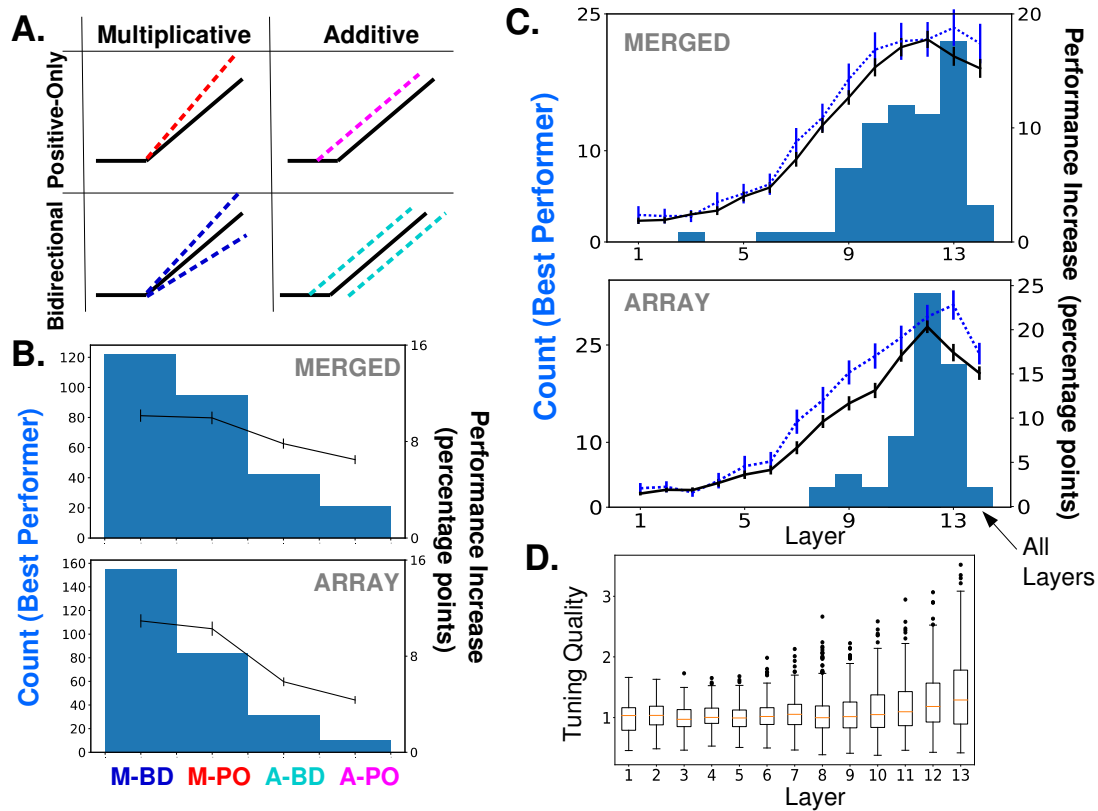 A.
Multiplicative
Additive
Positive-Only
Bidirectional
B.
Count (Best Performer)
120
100
80
60
40
20
0
MERGED
16
8
0
160
140
120
100
80
60
40
20
0
ARRAY
16
8
0
Performance Increase
(percentage points)
M-BD
M-PO
A-BD
A-PO
C.
Count (Best Performer)
25
10
0
MERGED
20
10
0
1
5
9
13
25
10
0
ARRAY
25
20
15
10
5
0
1
5
9
13
Layer
Performance Increase
(percentage points)
All
Layers
D.
Tuning Quality
3
2
1
1
2
3
4
5
6
7
8
9
10
11
12
13
Layer